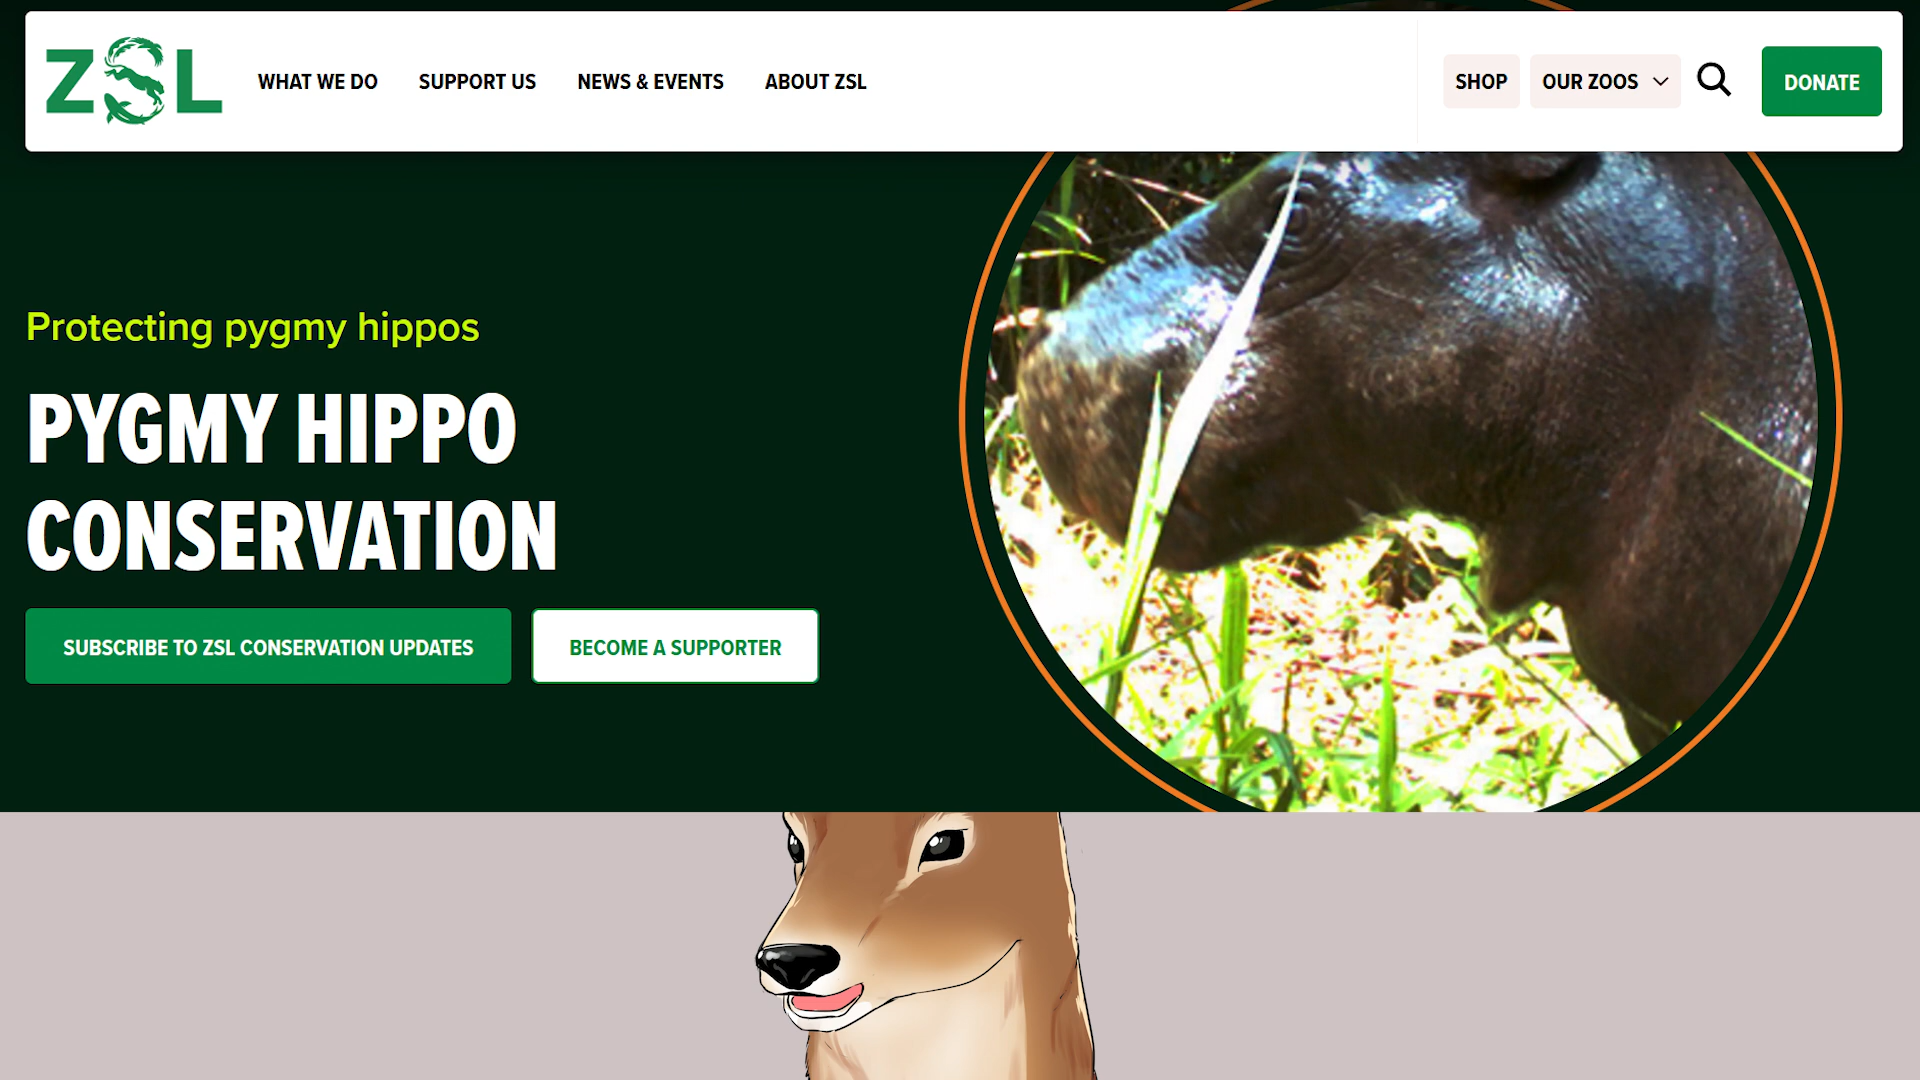 ZSL
WHAT WE DO
SUPPORT US
NEWS & EVENTS
ABOUT ZSL
SHOP
OUR ZOOS
DONATE
Protecting pygmy hippos
PYGMY HIPPO
CONSERVATION
SUBSCRIBE TO ZSL CONSERVATION UPDATES
BECOME A SUPPORTER